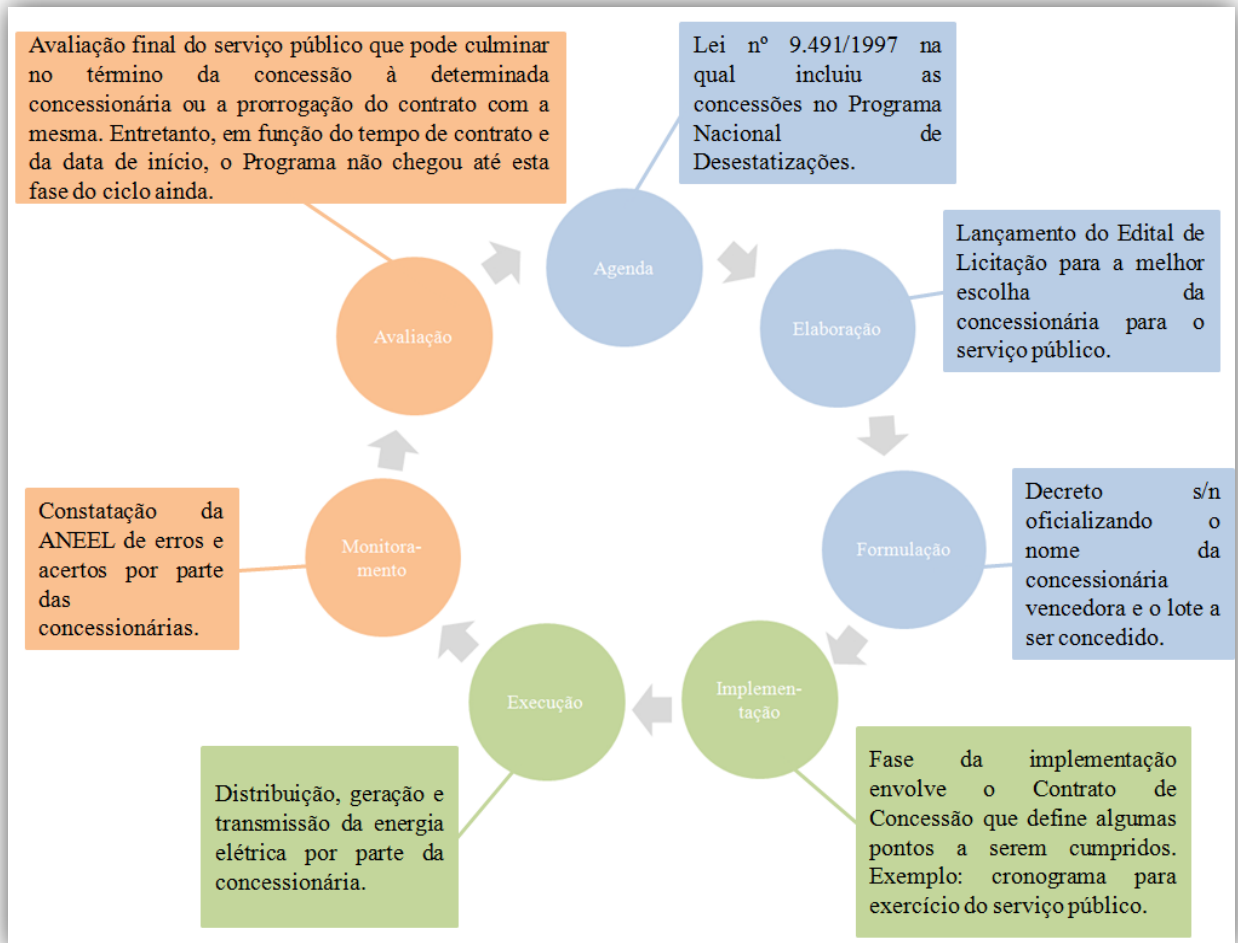 Avaliação final do serviço público que pode culminar
no término da concessão à determinada
concessionária ou a prorrogação do contrato com a
mesma. Entretanto, em função do tempo de contrato e
da data de início, o Programa não chegou até esta
fase do ciclo ainda.
Lei nº 9.491/1997 na
qual incluiu as
concessões no Programa
Nacional de
Desestatizações.
Agenda
Lançamento do Edital de
Licitação para a melhor
escolha da
concessionária para o
serviço público.
Elaboração
Avaliação
Decreto s/n
oficializando o
nome da
concessionária
vencedora e o lote a
ser concedido.
Formulação
Constatação da
ANEEL de erros e
acertos por parte
das
concessionárias.
Monitora-
mento
Implemen-
tação
Execução
Fase da implementação
envolve o Contrato de
Concessão que define algumas
pontos a serem cumpridos.
Exemplo: cronograma para
exercício do serviço público.
Distribuição, geração e
transmissão da energia
elétrica por parte da
concessionária.